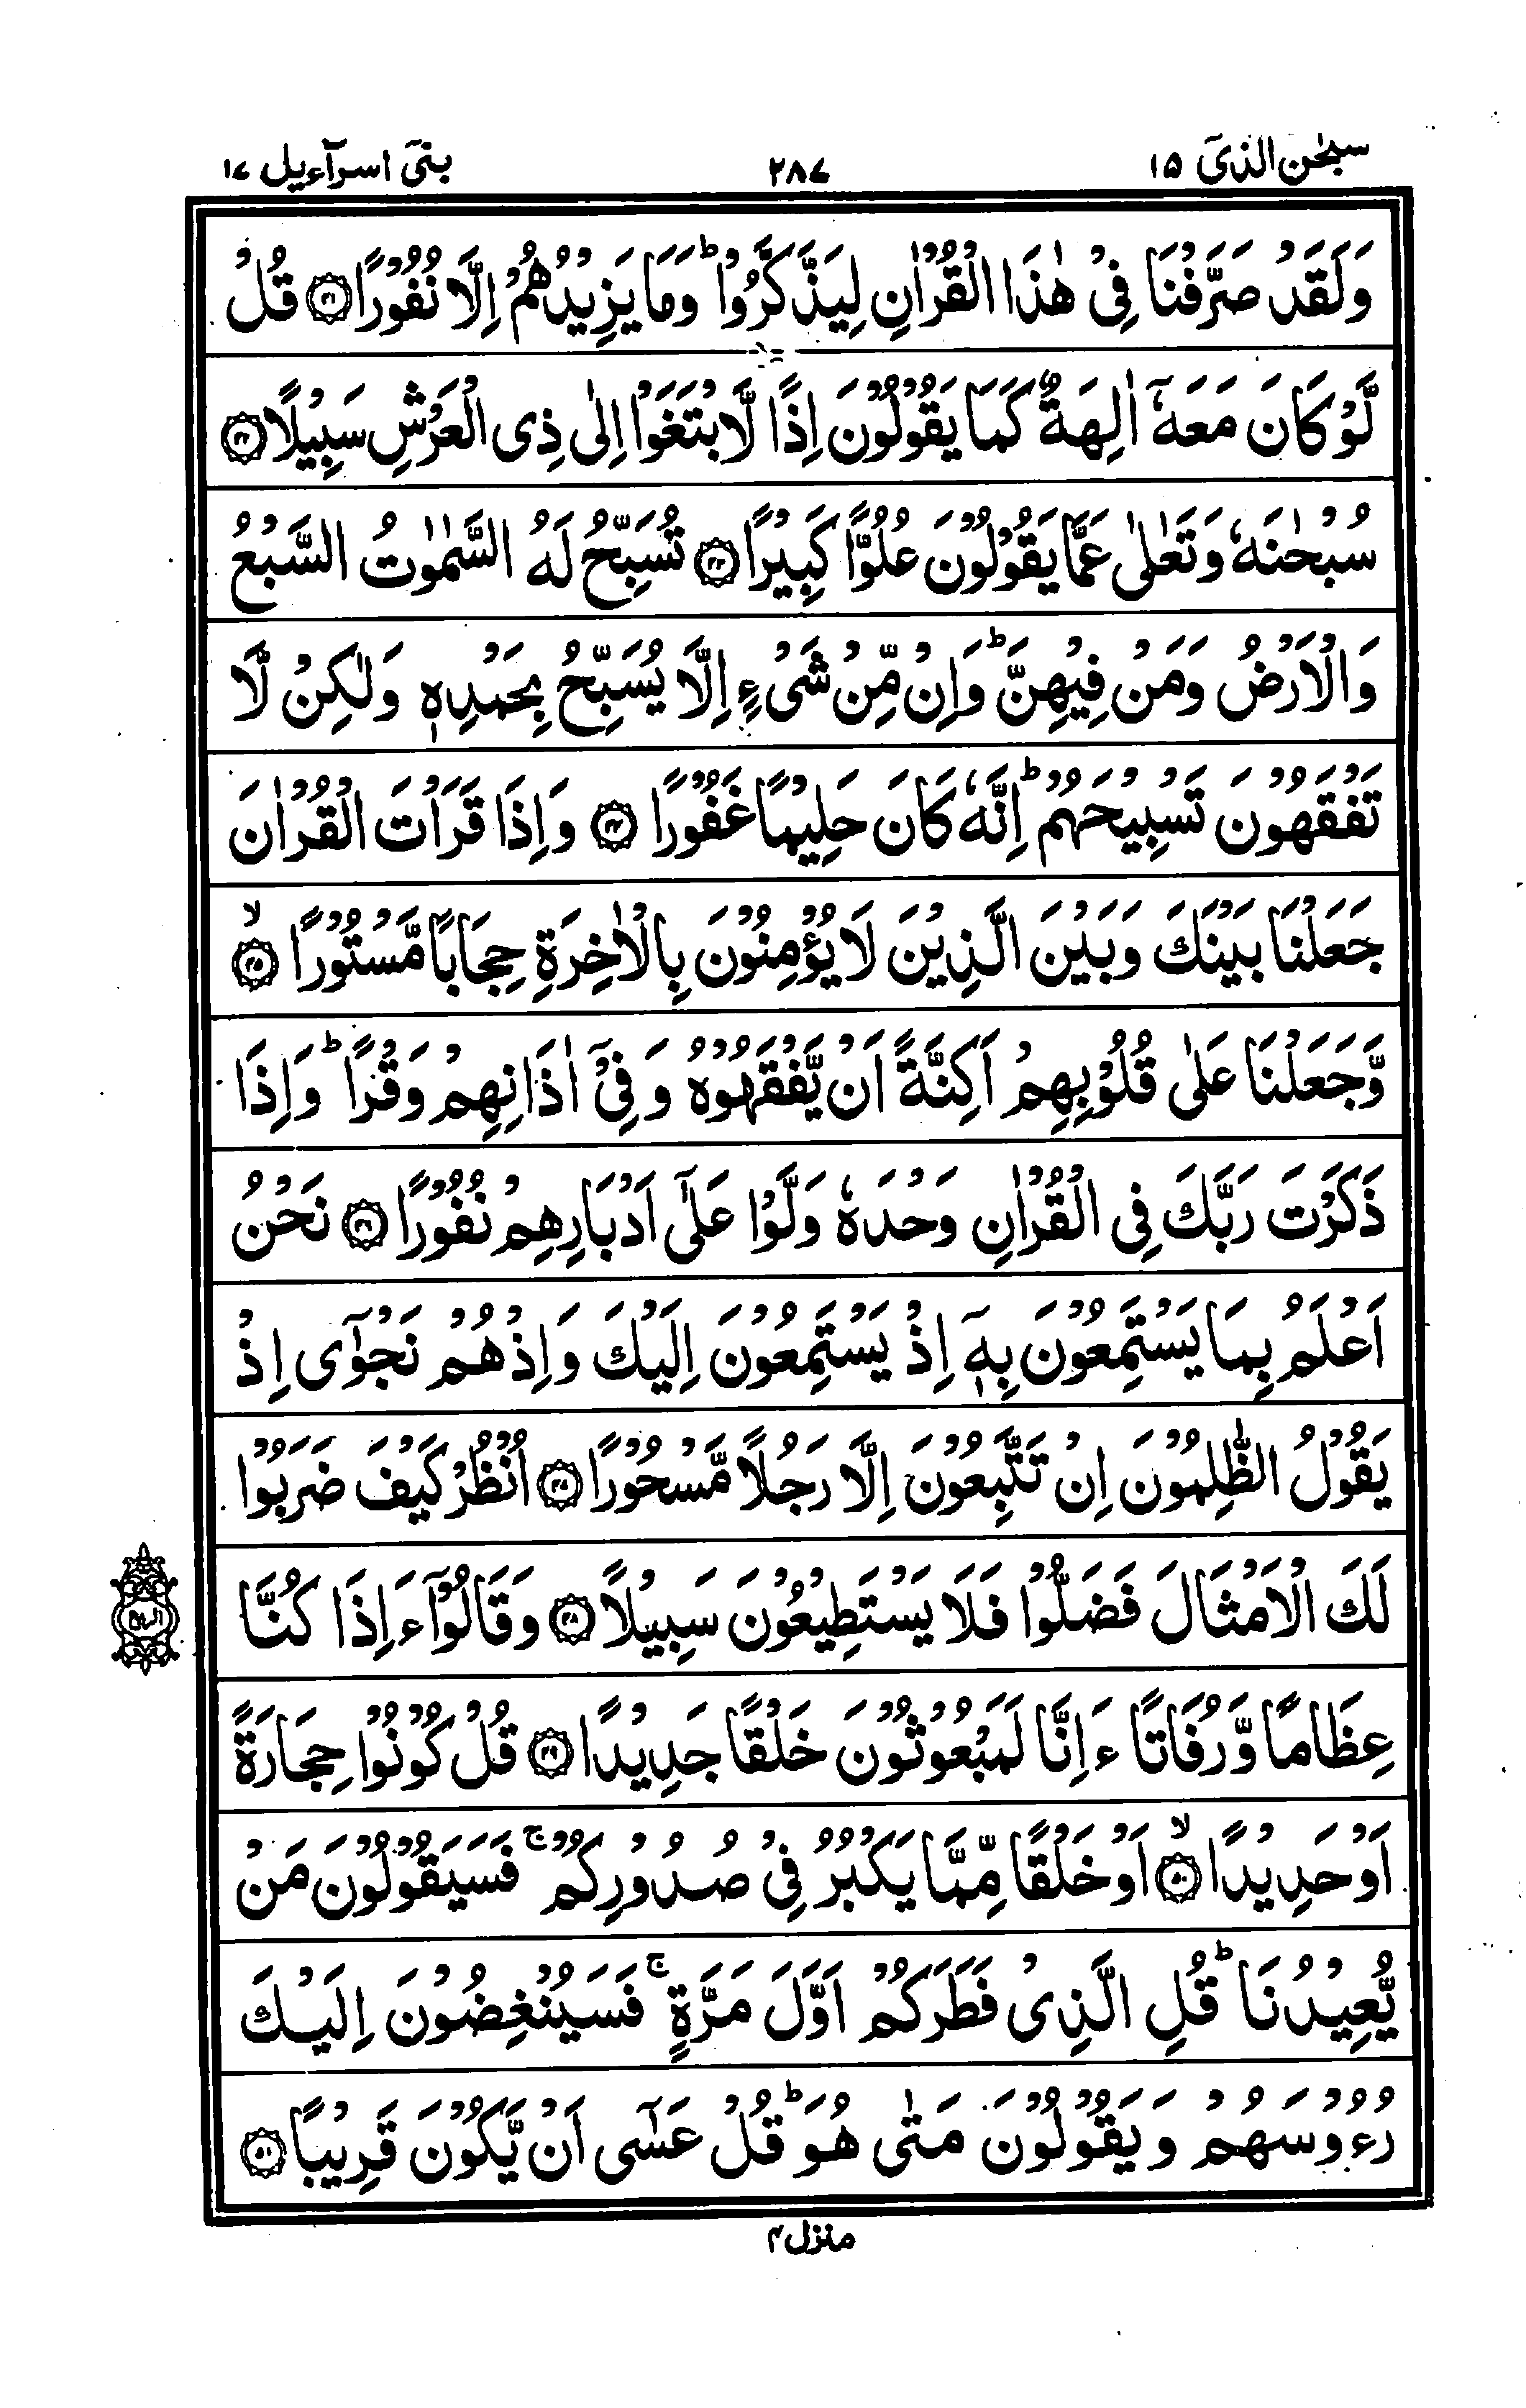 سبحٰن الذیٓ ۱۵
۲۸۷
بنیٓ اسرآءیل ۱۷
وَلَقَدْ صَرَّفْنَا فِیْ هٰذَا الْقُرْاٰنِ لِیَذَّكَّرُوْا ؕ وَمَا یَزِیْدُهُمْ اِلَّا نُفُوْرًا ۝۴۱ قُلْ
لَّوْ كَانَ مَعَهٗۤ اٰلِهَةٌ كَمَا یَقُوْلُوْنَ اِذًا لَّابْتَغَوْا اِلٰی ذِی الْعَرْشِ سَبِیْلًا ۝۴۲
سُبْحٰنَهٗ وَتَعٰلٰی عَمَّا یَقُوْلُوْنَ عُلُوًّا كَبِیْرًا ۝۴۳ تُسَبِّحُ لَهُ السَّمٰوٰتُ السَّبْعُ
وَالْاَرْضُ وَمَنْ فِیْهِنَّ ؕ وَاِنْ مِّنْ شَیْءٍ اِلَّا یُسَبِّحُ بِحَمْدِهٖ وَلٰكِنْ لَّا
تَفْقَهُوْنَ تَسْبِیْحَهُمْ ؕ اِنَّهٗ كَانَ حَلِیْمًا غَفُوْرًا ۝۴۴ وَاِذَا قَرَاْتَ الْقُرْاٰنَ
جَعَلْنَا بَیْنَكَ وَبَیْنَ الَّذِیْنَ لَا یُؤْمِنُوْنَ بِالْاٰخِرَةِ حِجَابًا مَّسْتُوْرًا ۙ۝۴۵
وَّجَعَلْنَا عَلٰی قُلُوْبِهِمْ اَكِنَّةً اَنْ یَّفْقَهُوْهُ وَفِیْۤ اٰذَانِهِمْ وَقْرًا ؕ وَاِذَا
ذَكَرْتَ رَبَّكَ فِی الْقُرْاٰنِ وَحْدَهٗ وَلَّوْا عَلٰۤی اَدْبَارِهِمْ نُفُوْرًا ۝۴۶ نَحْنُ
اَعْلَمُ بِمَا یَسْتَمِعُوْنَ بِهٖۤ اِذْ یَسْتَمِعُوْنَ اِلَیْكَ وَاِذْ هُمْ نَجْوٰۤی اِذْ
یَقُوْلُ الظّٰلِمُوْنَ اِنْ تَتَّبِعُوْنَ اِلَّا رَجُلًا مَّسْحُوْرًا ۝۴۷ اُنْظُرْ كَیْفَ ضَرَبُوْا
لَكَ الْاَمْثَالَ فَضَلُّوْا فَلَا یَسْتَطِیْعُوْنَ سَبِیْلًا ۝۴۸ وَقَالُوْۤا ءَاِذَا كُنَّا
عِظَامًا وَّرُفَاتًا ءَاِنَّا لَمَبْعُوْثُوْنَ خَلْقًا جَدِیْدًا ۝۴۹ قُلْ كُوْنُوْا حِجَارَةً
اَوْ حَدِیْدًا ۙ۝۵۰ اَوْ خَلْقًا مِّمَّا یَكْبُرُ فِیْ صُدُوْرِكُمْ ۚ فَسَیَقُوْلُوْنَ مَنْ
یُّعِیْدُنَا ؕ قُلِ الَّذِیْ فَطَرَكُمْ اَوَّلَ مَرَّةٍ ۚ فَسَیُنْغِضُوْنَ اِلَیْكَ
رُءُوْسَهُمْ وَیَقُوْلُوْنَ مَتٰی هُوَ ؕ قُلْ عَسٰۤی اَنْ یَّكُوْنَ قَرِیْبًا ۝۵۱
الربع
منزل ۴